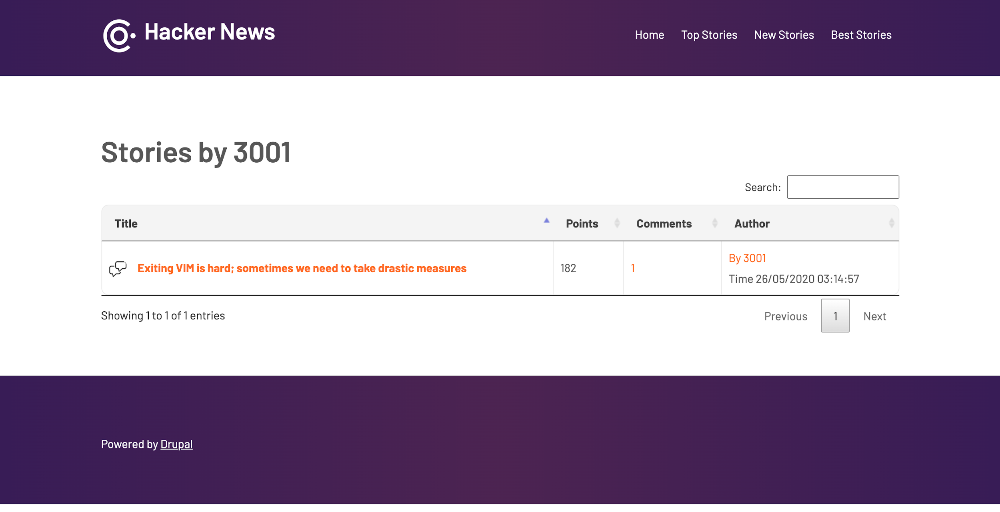 Hacker News
Home Top Stories New Stories Best Stories
Stories by 3001
Search:
Title Points Comments Author
Exiting VIM is hard; sometimes we need to take drastic measures 182 1 By 3001
Time 26/05/2020 03:14:57
Showing 1 to 1 of 1 entries
Previous 1 Next
Powered by Drupal